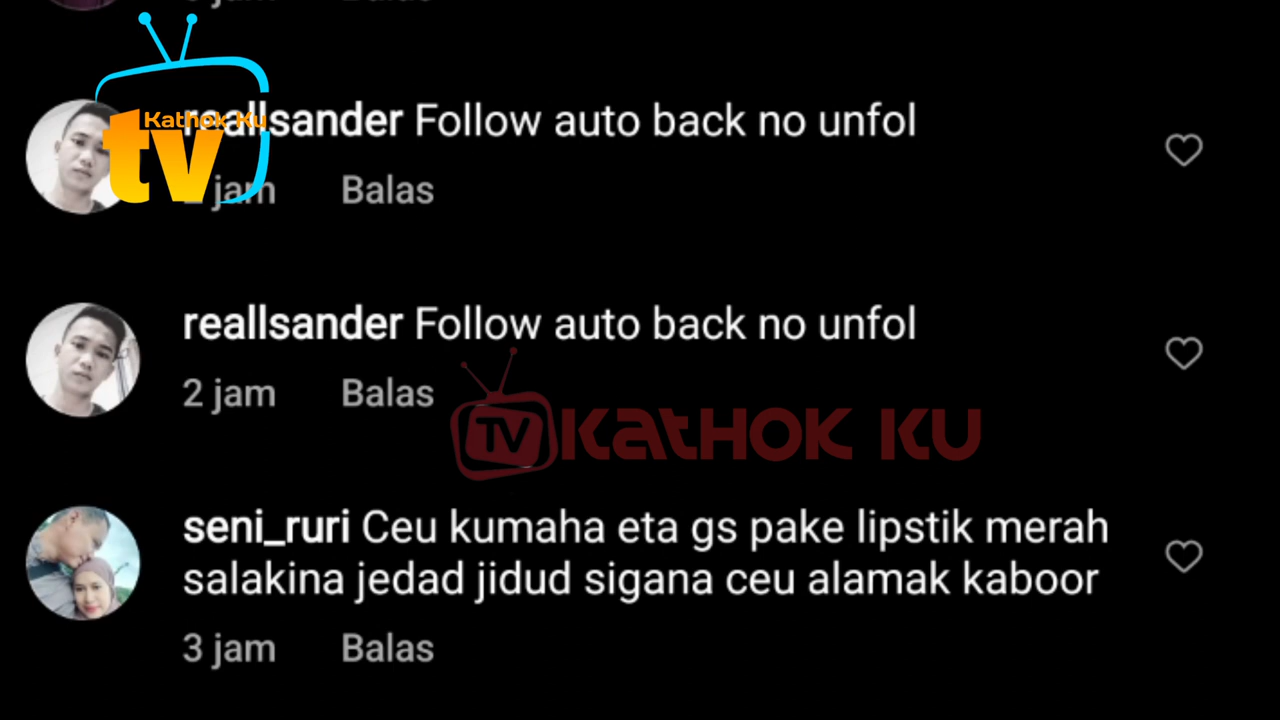 reallsander Follow auto back no unfol
jam Balas
reallsander Follow auto back no unfol
2 jam Balas
seni_ruri Ceu kumaha eta gs pake lipstik merah
salakina jedad jidud sigana ceu alamak kaboor
3 jam Balas
Kathok Ku
tv
TV KATHOK KU